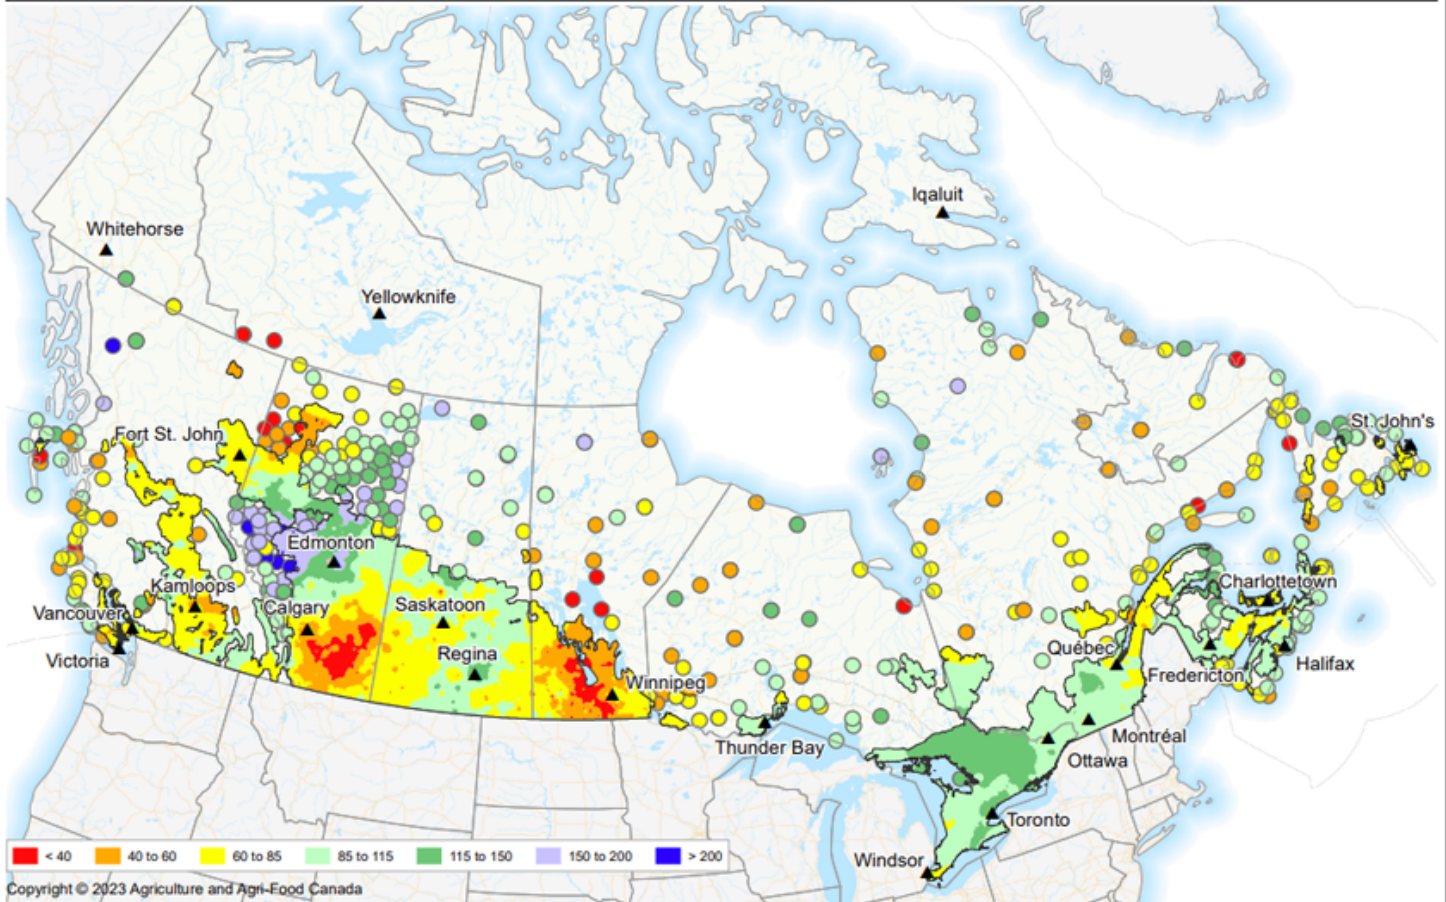 Iqaluit
Whitehorse
Yellowknife
St. John's
Fort St. John
Edmonton
Kamloops
Charlottetown
Calgary
Saskatoon
Vancouver
Regina
Québec
Victoria
Halifax
Fredericton
Winnipeg
Montréal
Thunder Bay
Ottawa
Toronto
Windsor
< 40 40 to 60 60 to 85 85 to 115 115 to 150 150 to 200 > 200
Copyright © 2023 Agriculture and Agri-Food Canada